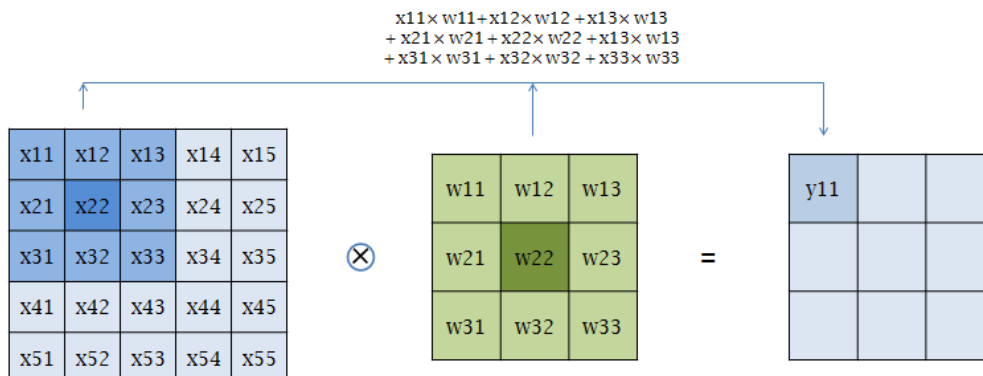 x11× w11+x12× w12 +x13× w13
+ x21× w21+ x22× w22 +x13× w13
+ x31× w31 + x32× w32 + x33× w33
x11 x12 x13 x14 x15
x21 x22 x23 x24 x25
x31 x32 x33 x34 x35
x41 x42 x43 x44 x45
x51 x52 x53 x54 x55
⊗
w11 w12 w13
w21 w22 w23
w31 w32 w33
=
y11